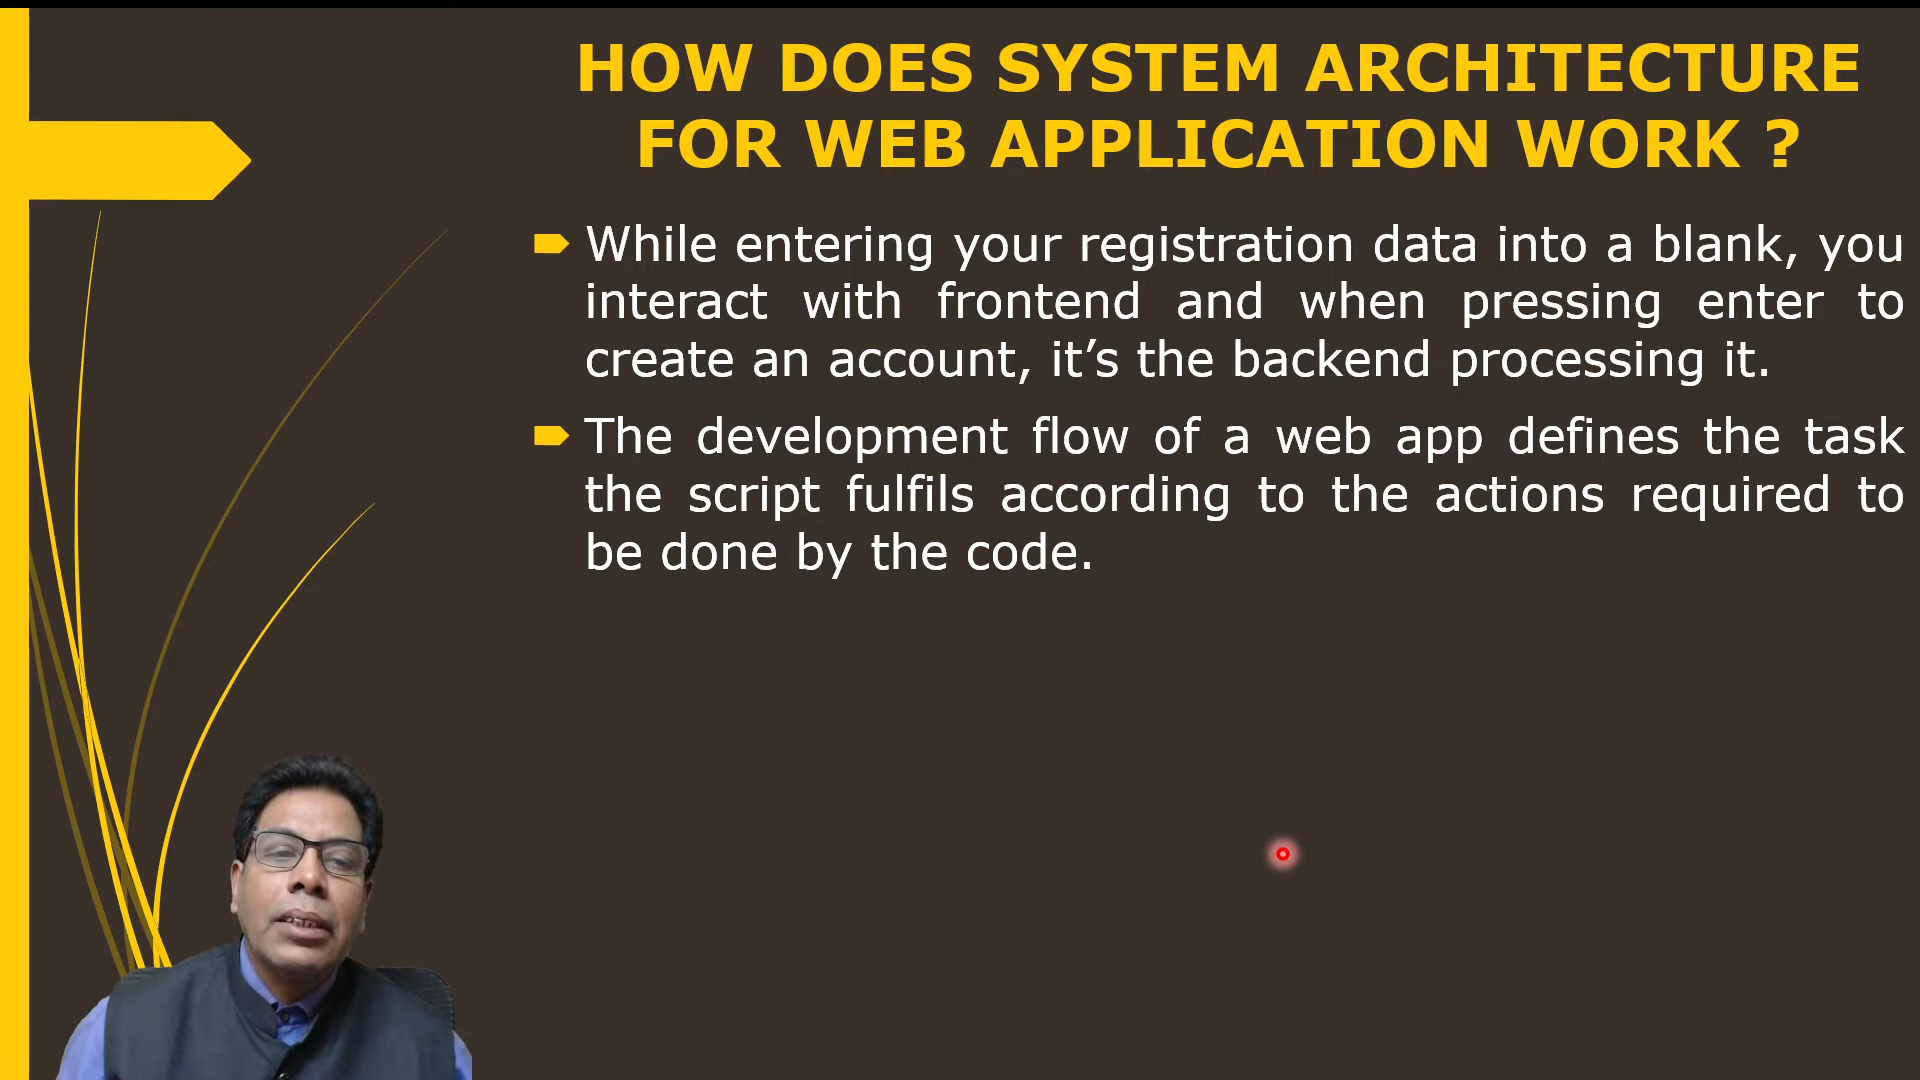 HOW DOES SYSTEM ARCHITECTURE
FOR WEB APPLICATION WORK ?
While entering your registration data into a blank, you
interact with frontend and when pressing enter to
create an account, it’s the backend processing it.
The development flow of a web app defines the task
the script fulfils according to the actions required to
be done by the code.